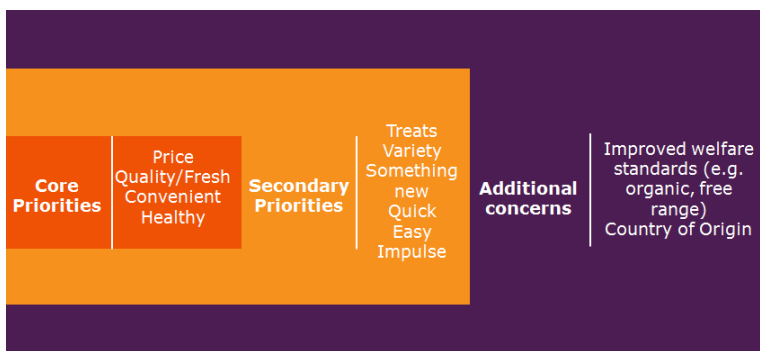 Core
Priorities
Price
Quality/Fresh
Convenient
Healthy
Secondary
Priorities
Treats
Variety
Something
new
Quick
Easy
Impulse
Additional
concerns
Improved welfare
standards (e.g.
organic, free
range)
Country of Origin